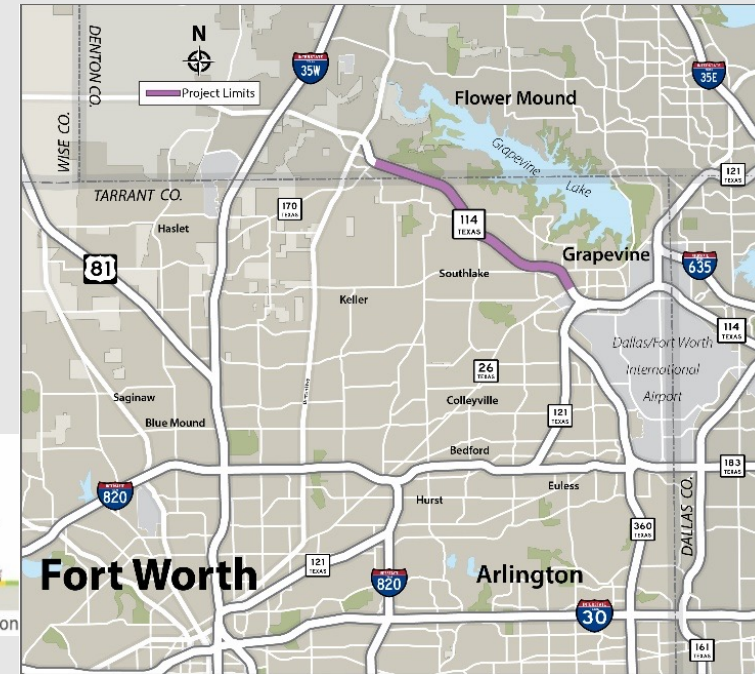 N
Project Limits
DENTON CO.
WISE CO.
TARRANT CO.
INTERSTATE
35W
INTERSTATE
35E
Flower Mound
Grapevine
Lake
121
TEXAS
170
TEXAS
Haslet
114
TEXAS
81
Grapevine
635
Southlake
Keller
114
TEXAS
Dallas/Fort Worth
International
Airport
26
TEXAS
Saginaw
Colleyville
121
TEXAS
Blue Mound
Bedford
183
TEXAS
820
Euless
Hurst
DALLAS CO.
360
TEXAS
on
Fort Worth
121
TEXAS
820
Arlington
30
161
TEXAS